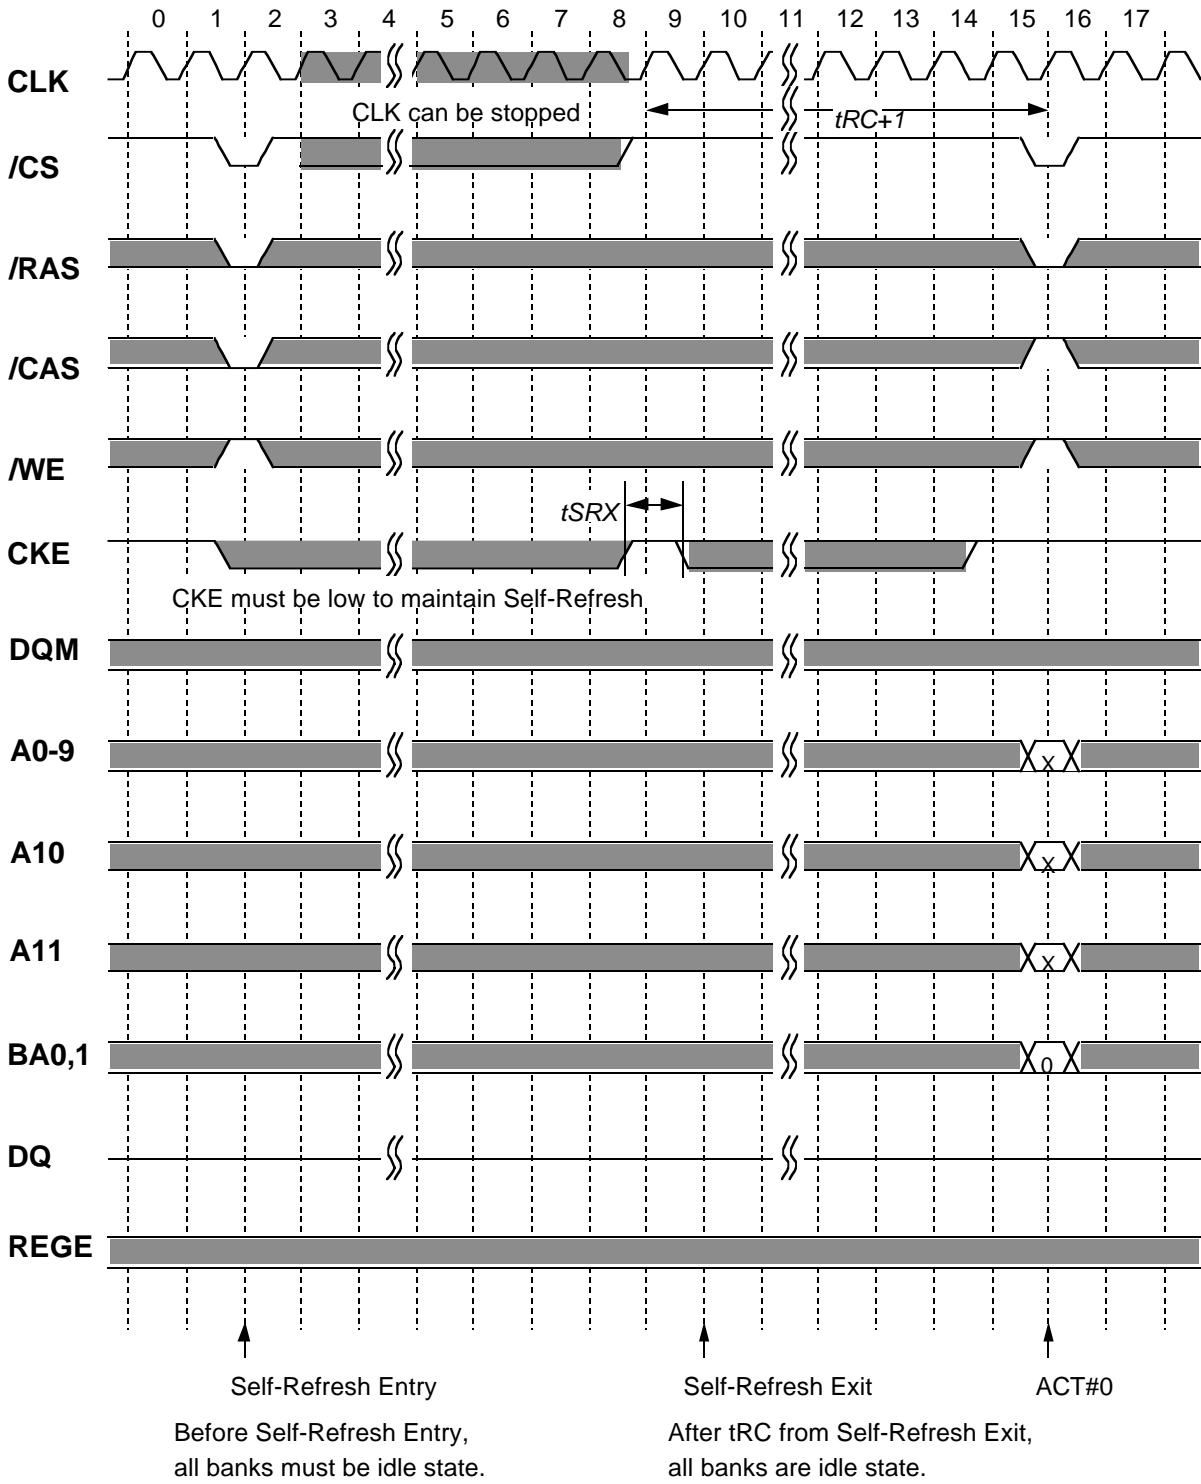 0 1 2 3 4 5 6 7 8 9 10 11 12 13 14 15 16 17
CLK
CLK can be stopped
tRC+1
/CS
/RAS
/CAS
/WE
tSRX
CKE
CKE must be low to maintain Self-Refresh
DQM
A0-9
X
A10
X
A11
X
BA0,1
0
DQ
REGE
Self-Refresh Entry
Self-Refresh Exit
ACT#0
Before Self-Refresh Entry,
all banks must be idle state.
After tRC from Self-Refresh Exit,
all banks are idle state.